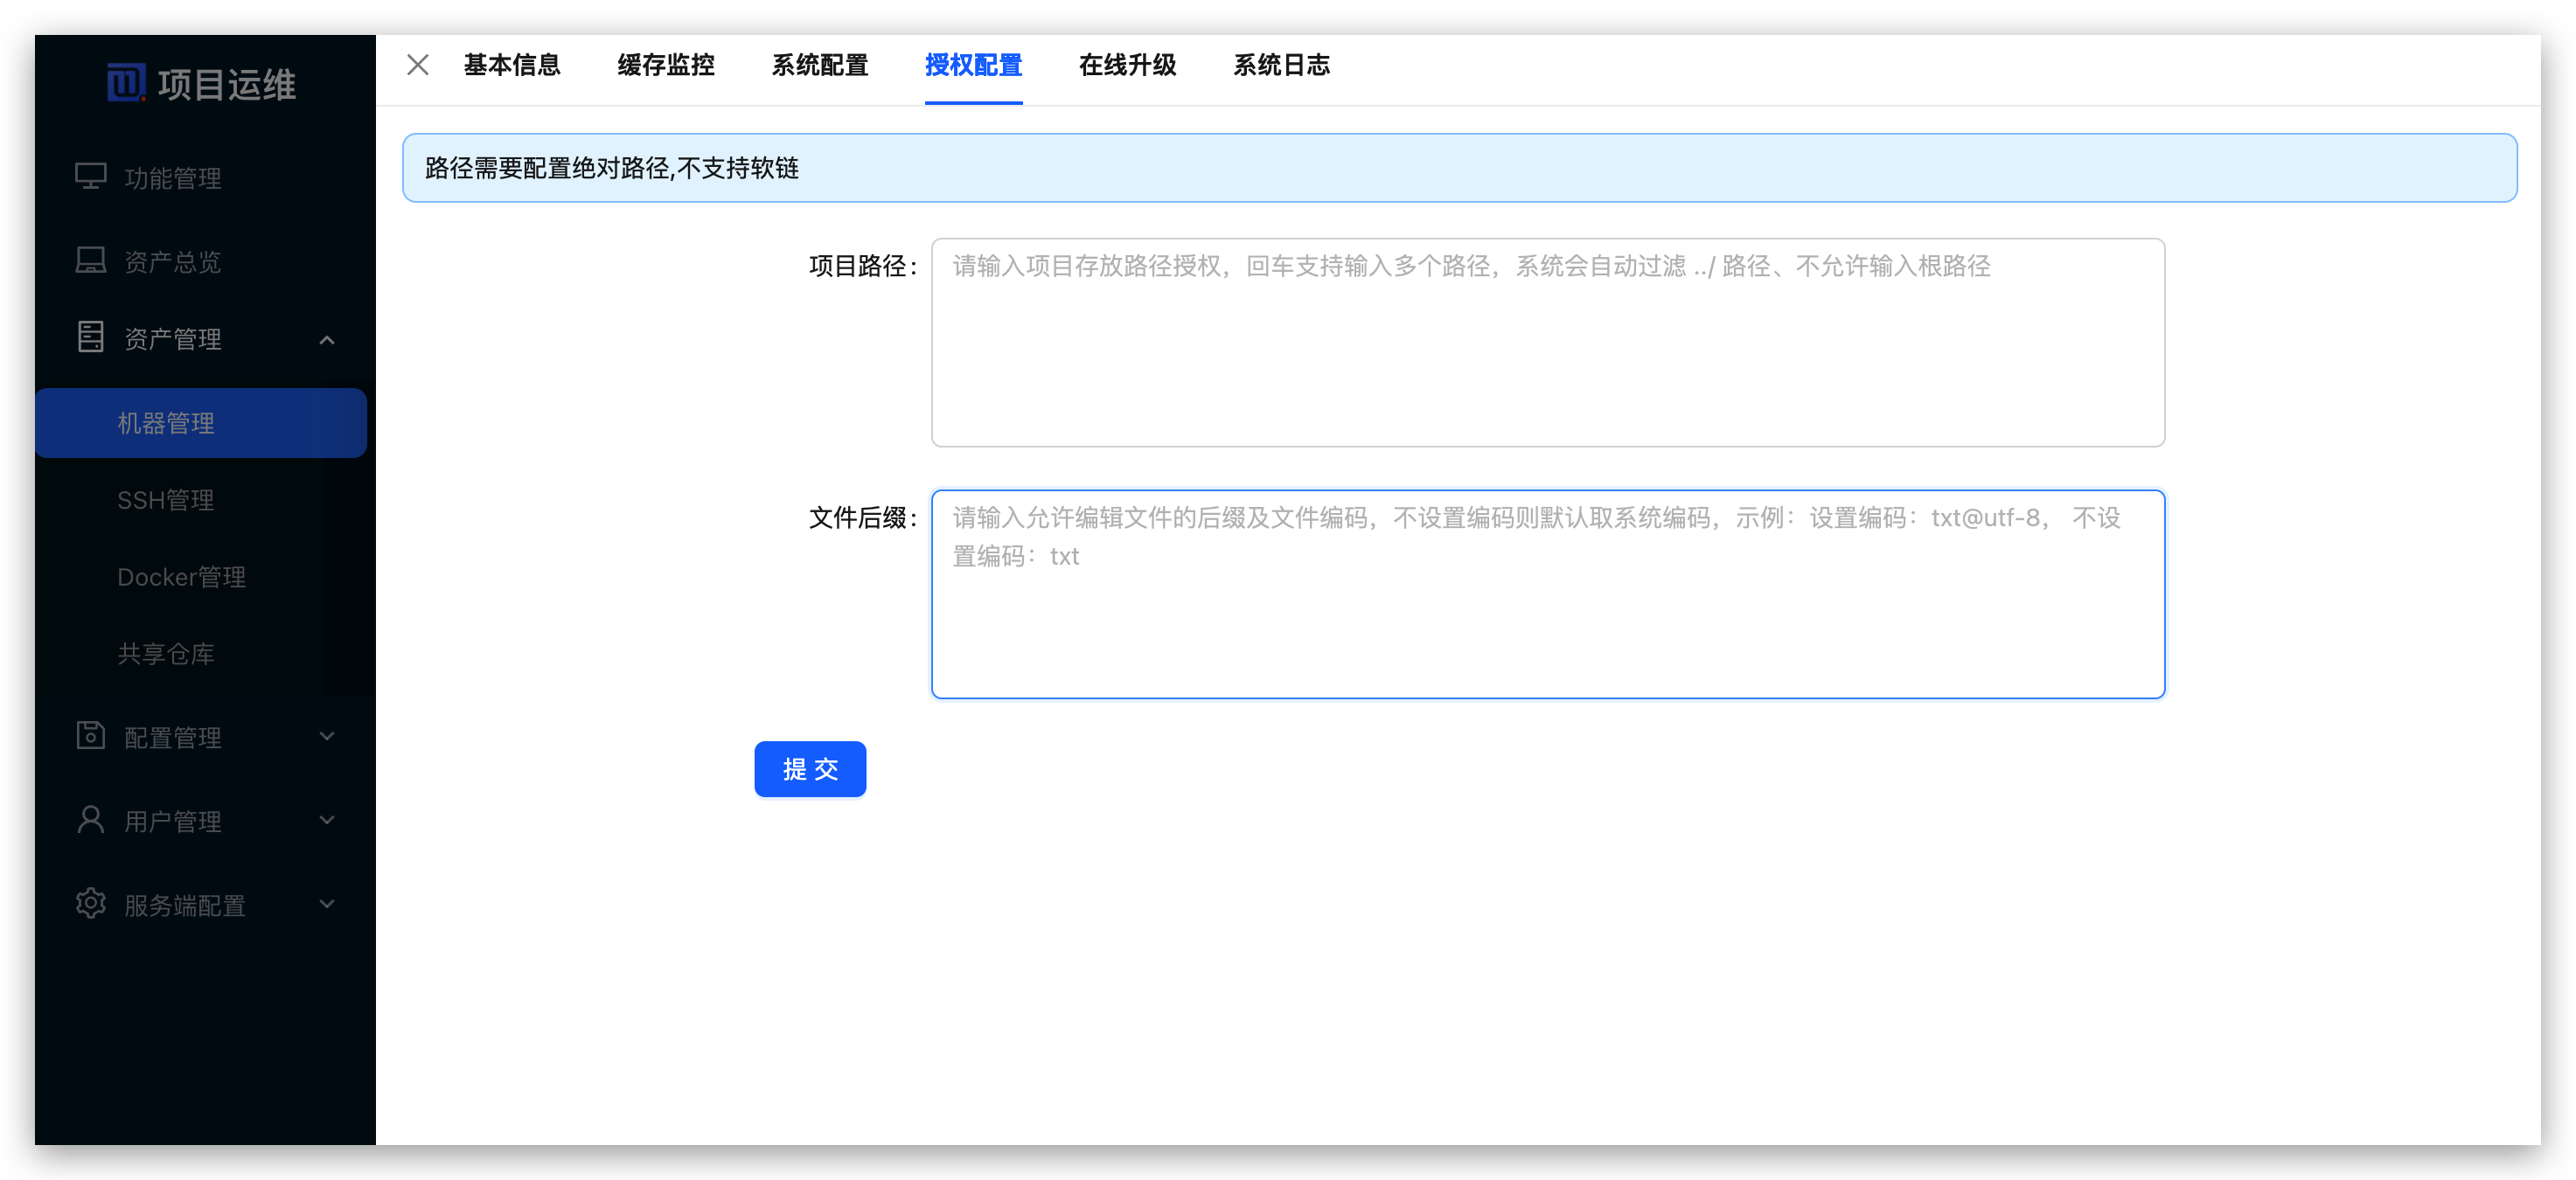 项目运维
功能管理
资产总览
资产管理
机器管理
SSH管理
Docker管理
共享仓库
配置管理
用户管理
服务端配置
基本信息 缓存监控 系统配置 授权配置 在线升级 系统日志
路径需要配置绝对路径,不支持软链
项目路径： 请输入项目存放路径授权，回车支持输入多个路径，系统会自动过滤 ../ 路径、不允许输入根路径
文件后缀： 请输入允许编辑文件的后缀及文件编码，不设置编码则默认取系统编码，示例：设置编码：txt@utf-8， 不设
置编码：txt
提 交